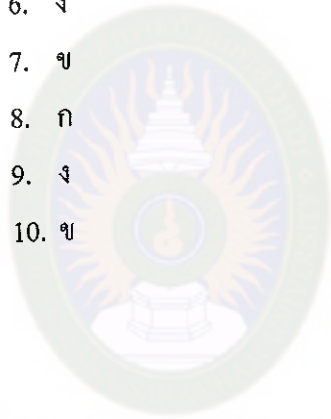 6. ง
7. ข
8. ก
9. ง
10. ข